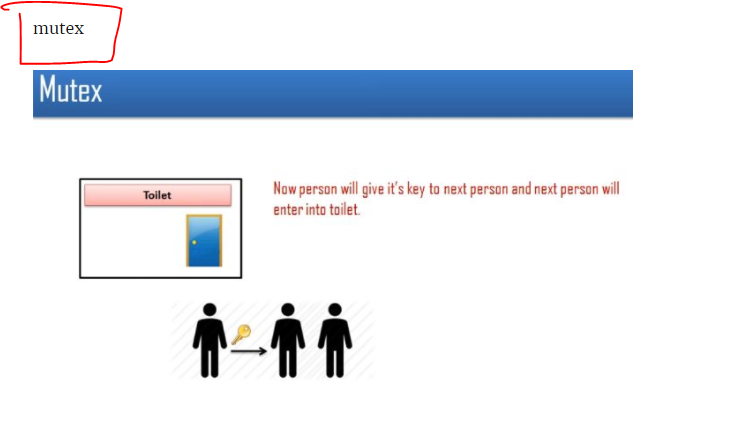 mutex
Mutex
Toilet
Now person will give it's key to next person and next person will
enter into toilet.